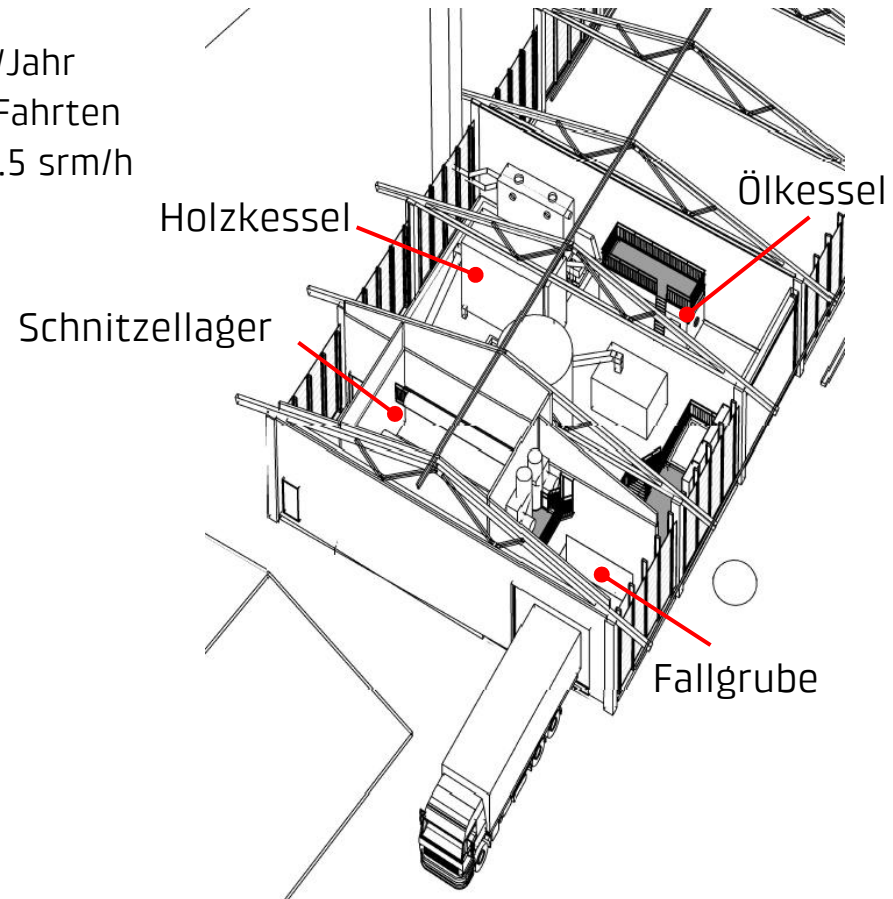 /Jahr
Fahrten
.5 srm/h
Ölkessel
Holzkessel
Schnitzellager
Fallgrube